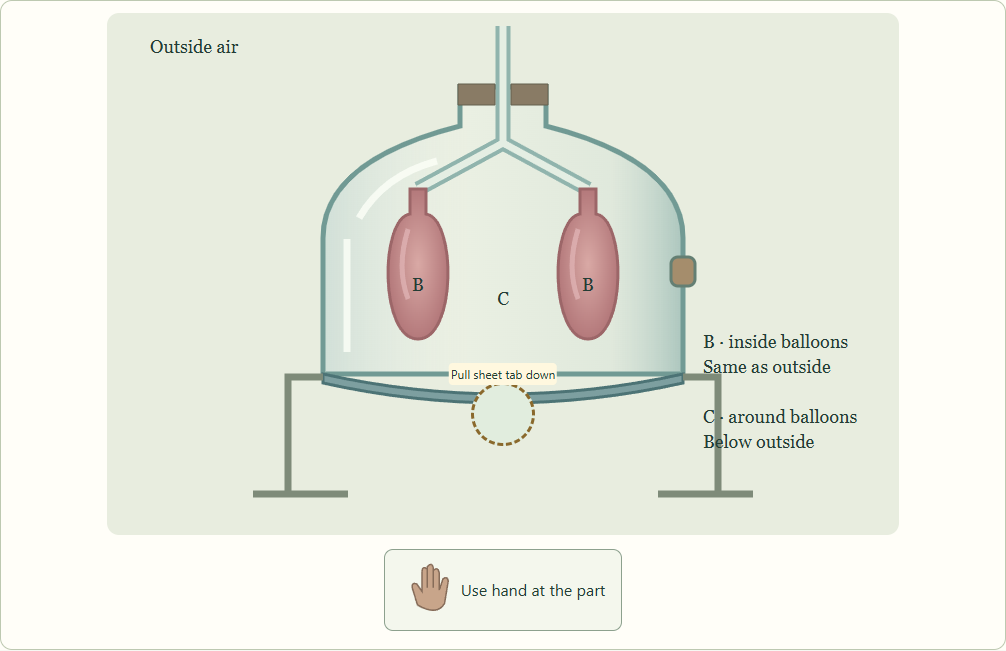 Outside air
B
B
C
B · inside balloons
Same as outside
Pull sheet tab down
C · around balloons
Below outside
Use hand at the part